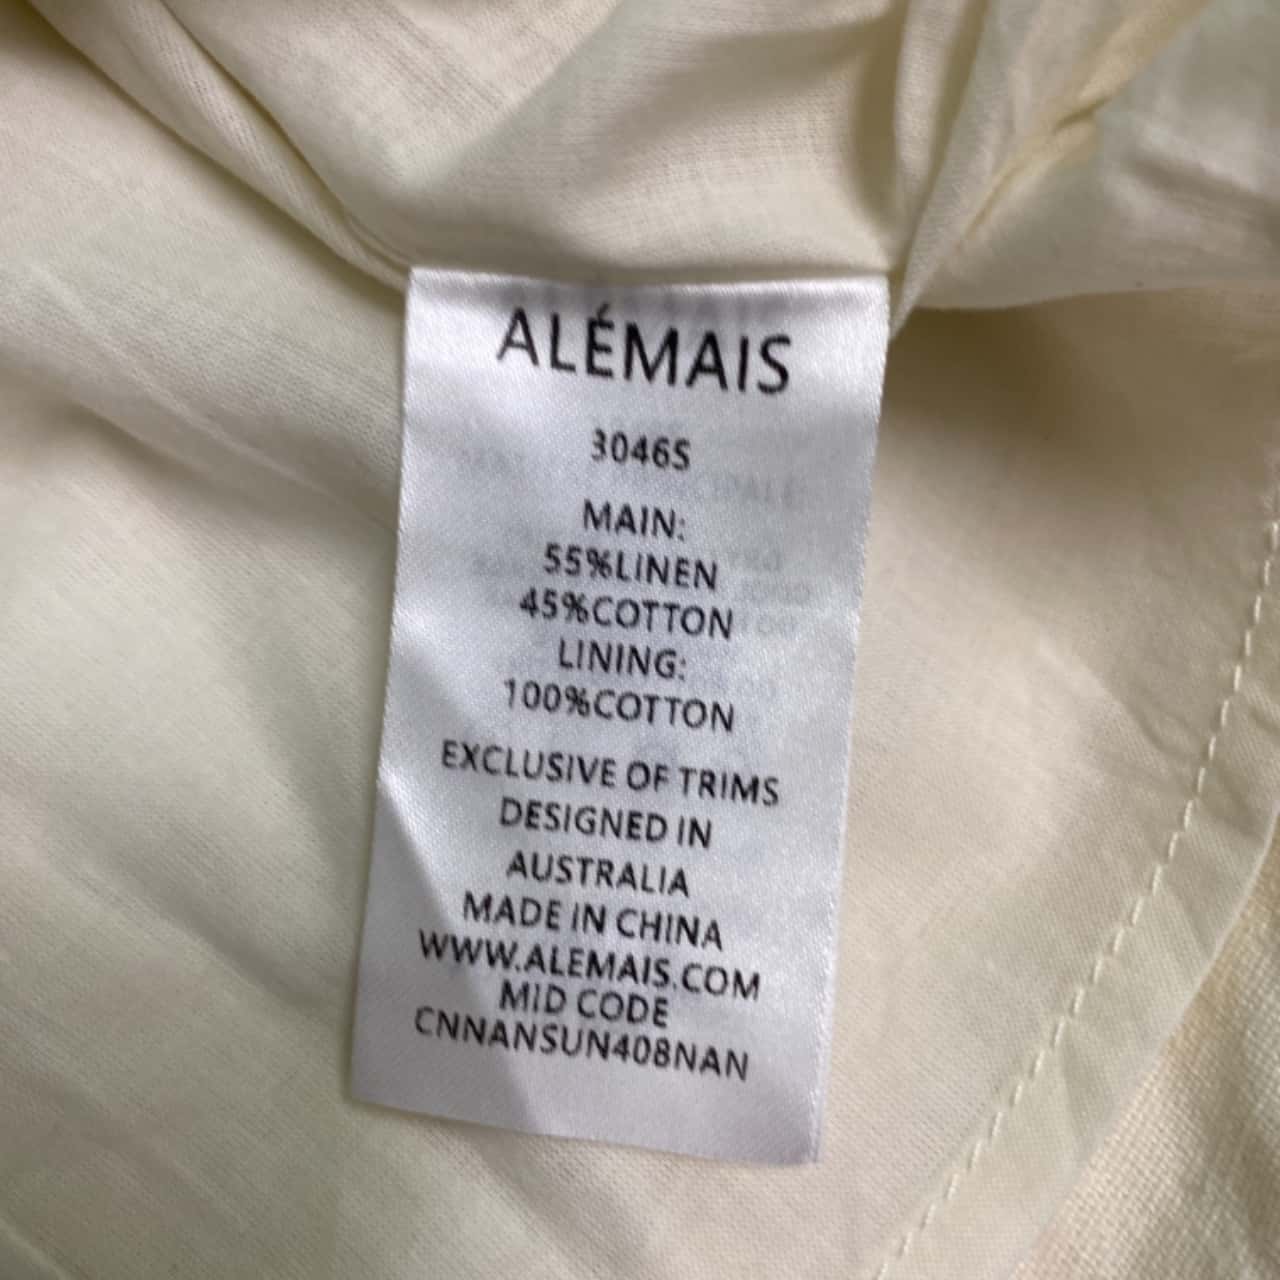 ALÉMAIS
3046S
MAIN:
55%LINEN
45%COTTON
LINING:
100%COTTON
EXCLUSIVE OF TRIMS
DESIGNED IN
AUSTRALIA
MADE IN CHINA
WWW.ALEMAIS.COM
MID CODE
CNNANSUN408NAN